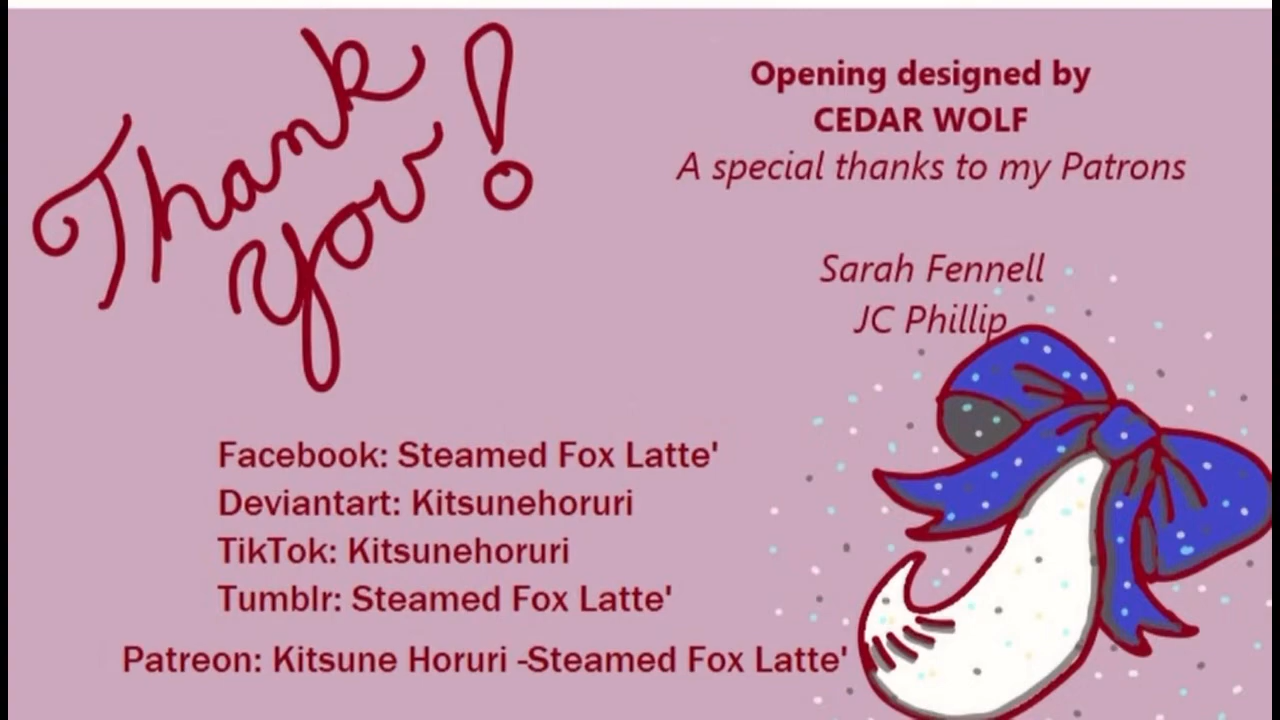 Thank
You!
Opening designed by
CEDAR WOLF
A special thanks to my Patrons
Sarah Fennell
JC Phillip
Facebook: Steamed Fox Latte'
Deviantart: Kitsunehoruri
TikTok: Kitsunehoruri
Tumblr: Steamed Fox Latte'
Patreon: Kitsune Horuri -Steamed Fox Latte'